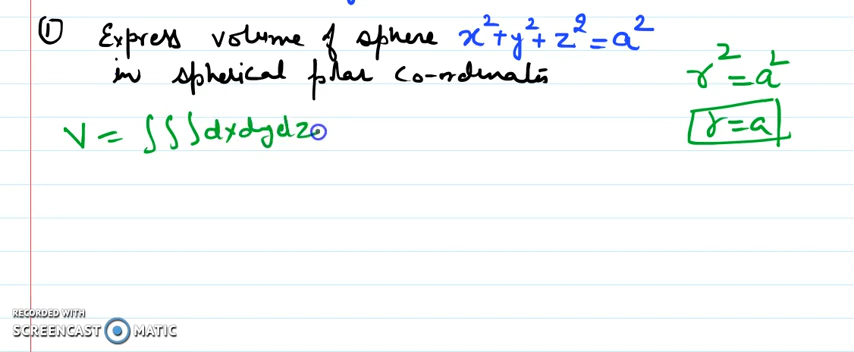 ① Express volume of sphere x²+y²+z²=a²
in spherical polar co-ordinates
r²=a²
r=a
V = ∫∫∫dxdydz
RECORDED WITH
SCREENCAST MATIC